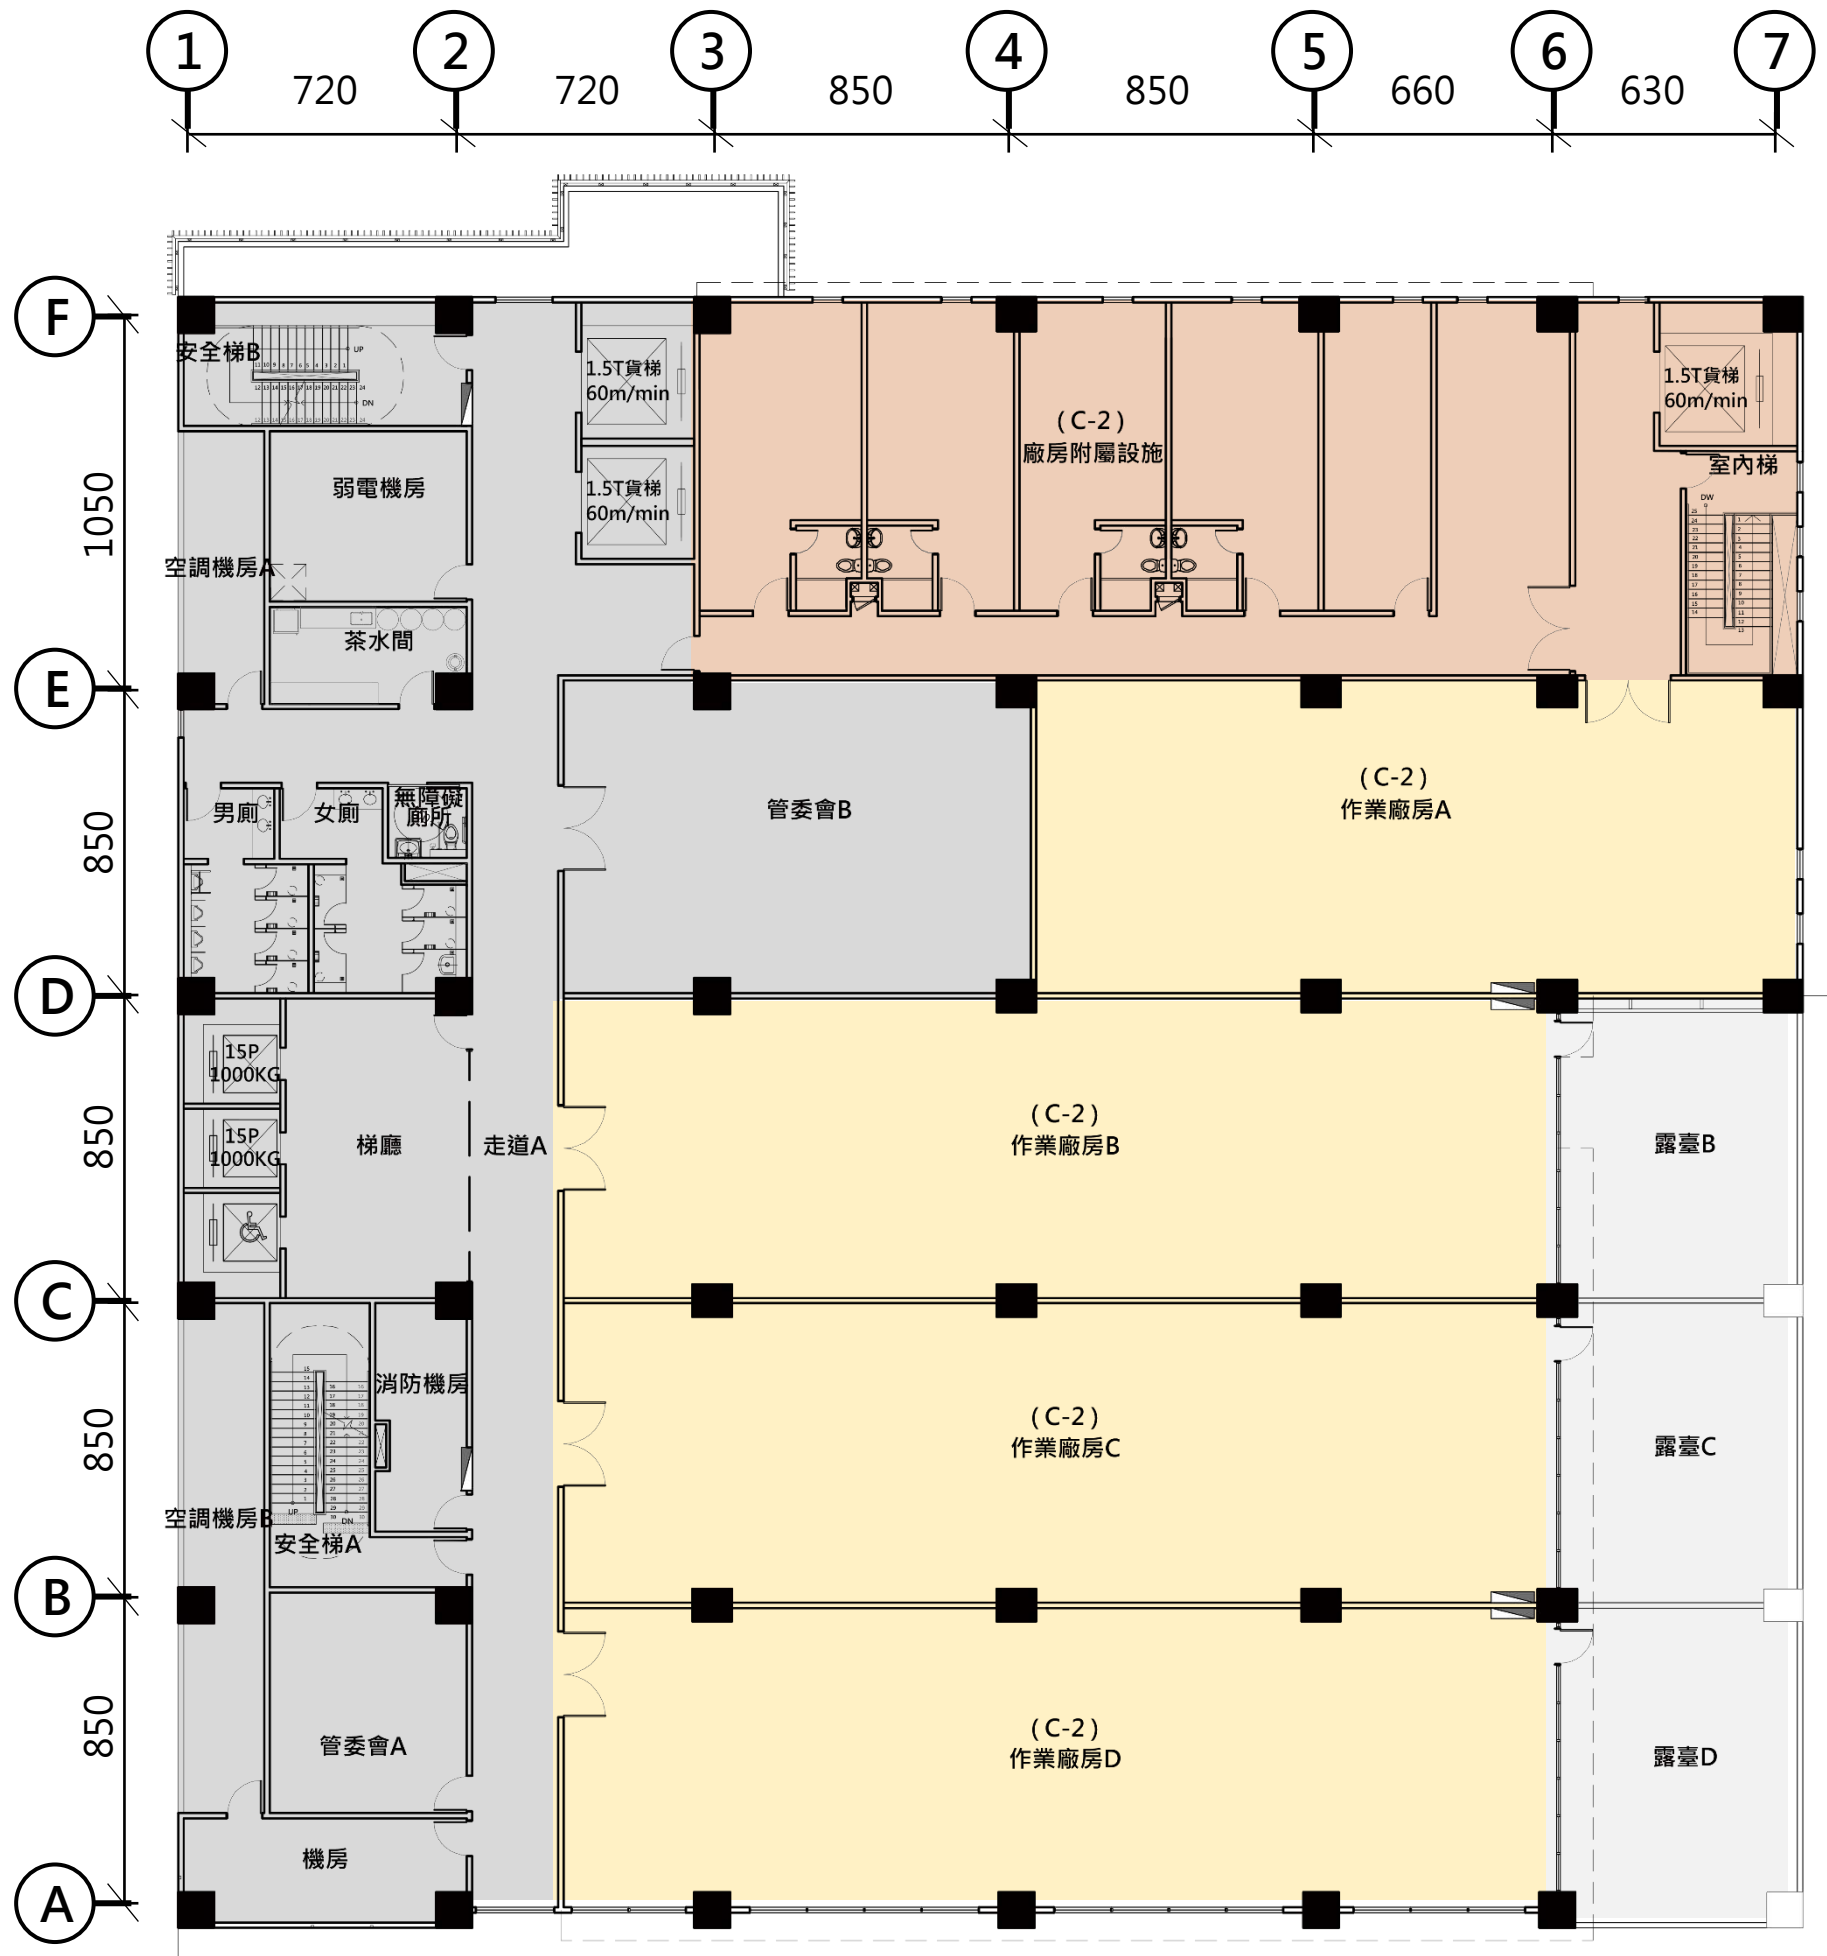 1 2 3 4 5 6 7
720 720 850 850 660 630
F
安全梯B
UP
DN
1.5T貨梯
60m/min
(C-2)
廠房附屬設施
1.5T貨梯
60m/min
室內梯
DW
弱電機房
1.5T貨梯
60m/min
1050
空調機房A
茶水間
E
男廁
女廁
無障礙
廁所
管委會B
(C-2)
作業廠房A
850
D
15P
1000KG
15P
1000KG
梯廳
走道A
(C-2)
作業廠房B
露臺B
850
C
消防機房
(C-2)
作業廠房C
露臺C
850
空調機房B
UP
DN
安全梯A
B
管委會A
(C-2)
作業廠房D
露臺D
850
機房
A